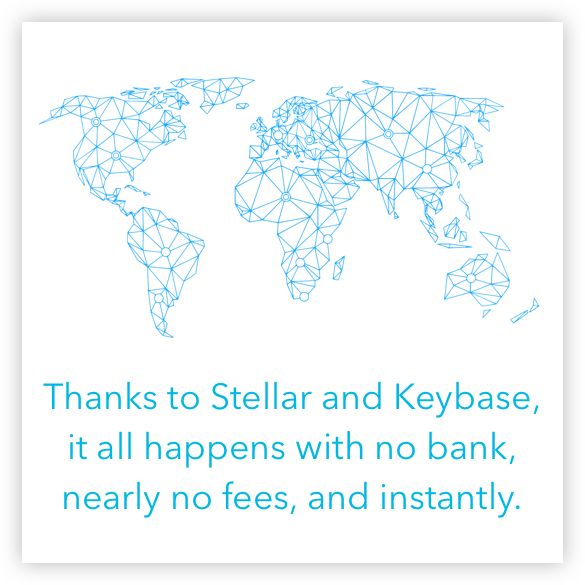 Thanks to Stellar and Keybase,
it all happens with no bank,
nearly no fees, and instantly.